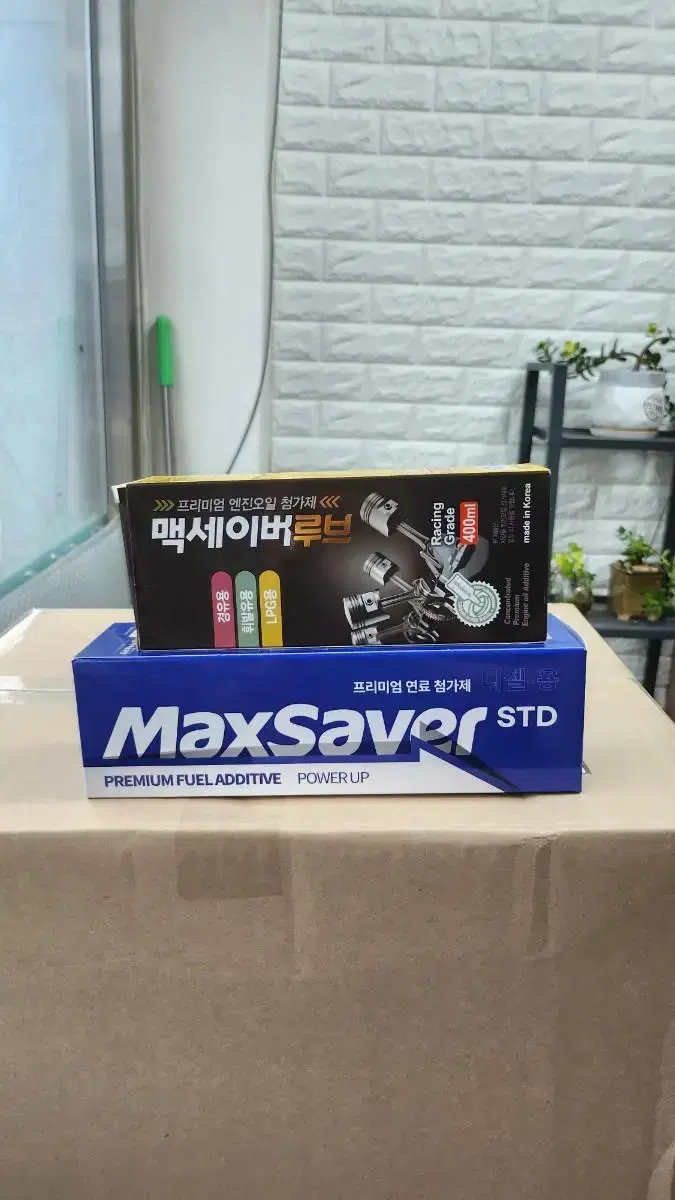 프리미엄 엔진오일 첨가제
맥세이버루브
경유용
휘발유용
LPG용
Racing
Grade
400ml
made in Korea
Concentrated
Premium
Engine oil Additive
프리미엄 연료 첨가제 디젤용
MaxSaver STD
PREMIUM FUEL ADDITIVE POWER UP